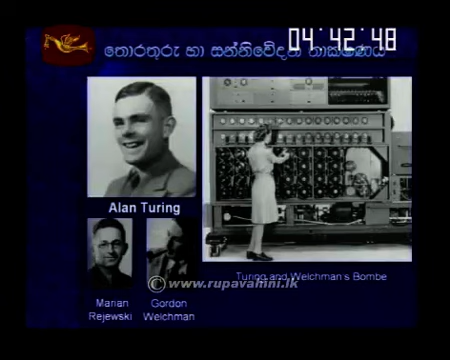 04:42:48
තොරතුරු හා සන්නිවේදන තාක්ෂණය
Alan Turing
Turing and Welchman's Bombe
Marian
Rejewski
Gordon
Welchman
© www.rupavahini.lk